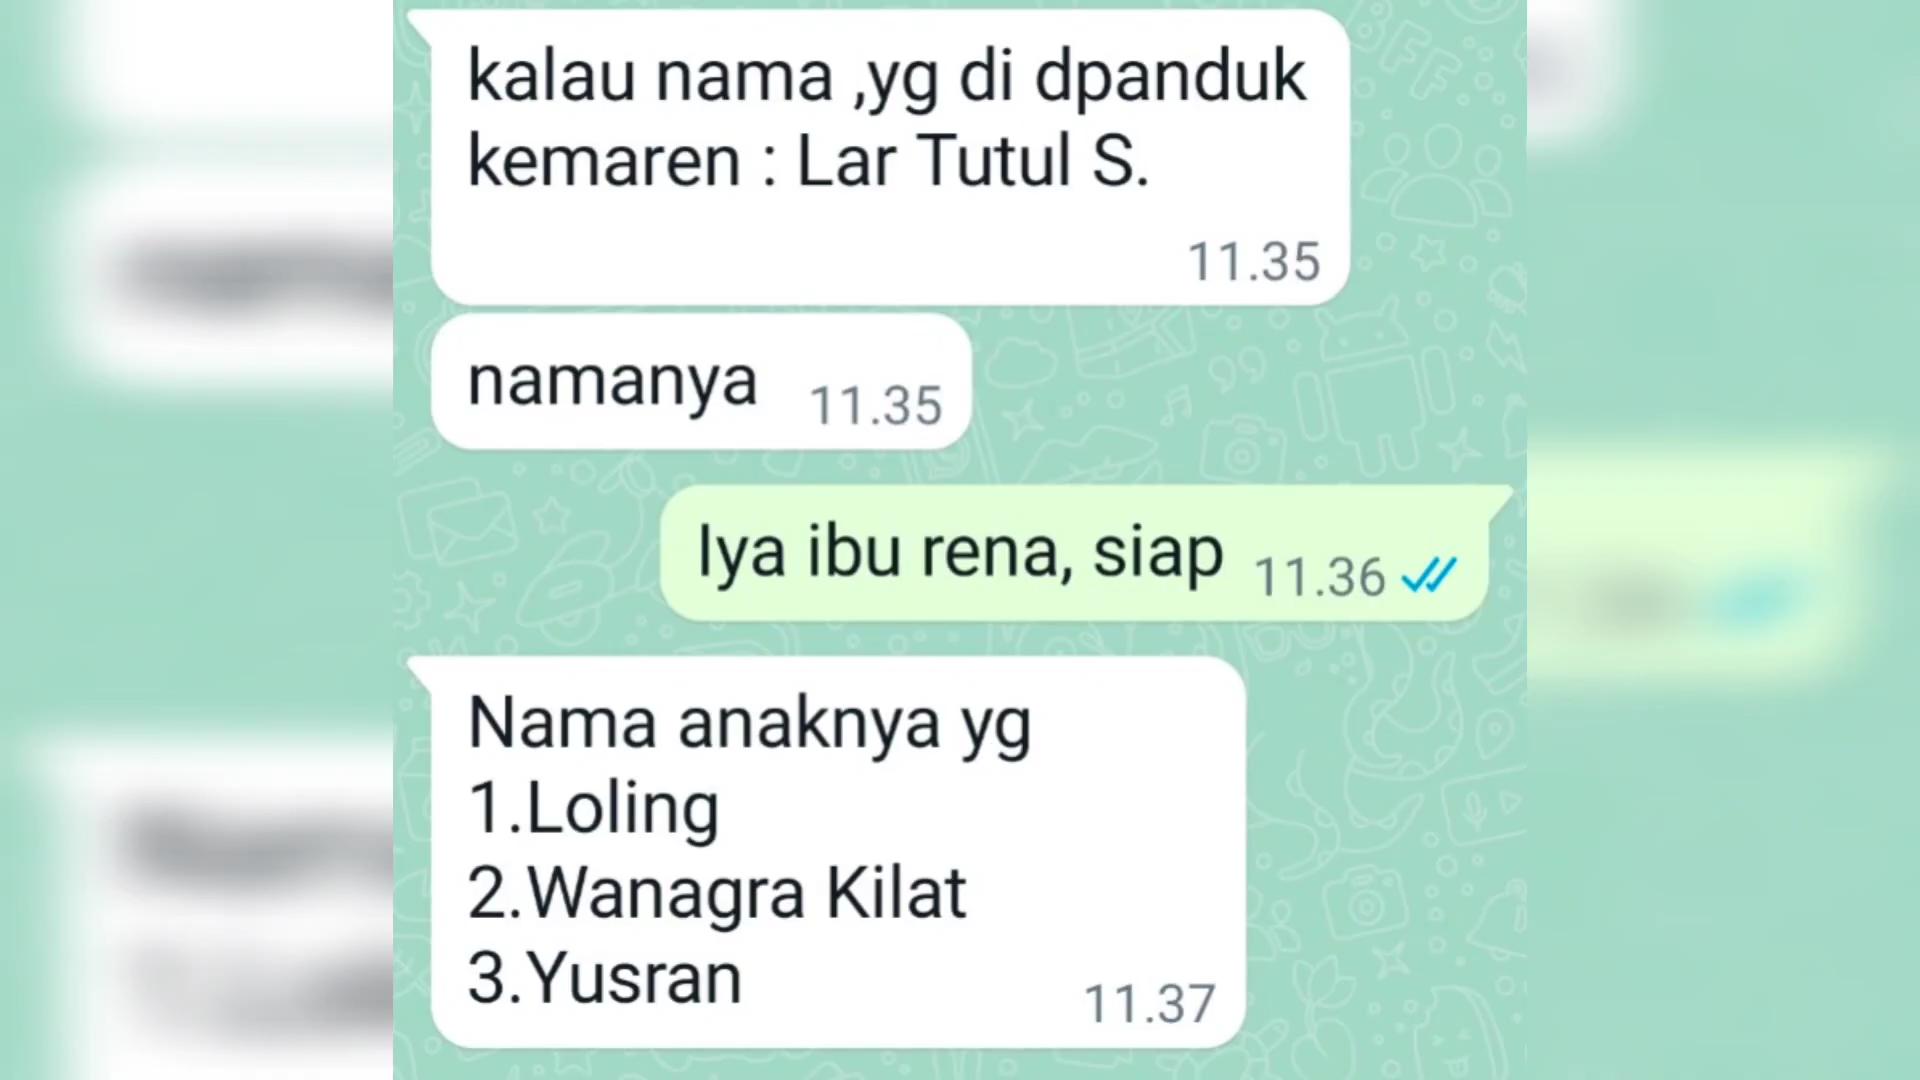 kalau nama ,yg di dpanduk
kemaren : Lar Tutul S.
11.35
namanya 11.35
Iya ibu rena, siap 11.36
Nama anaknya yg
1.Loling
2.Wanagra Kilat
3.Yusran
11.37